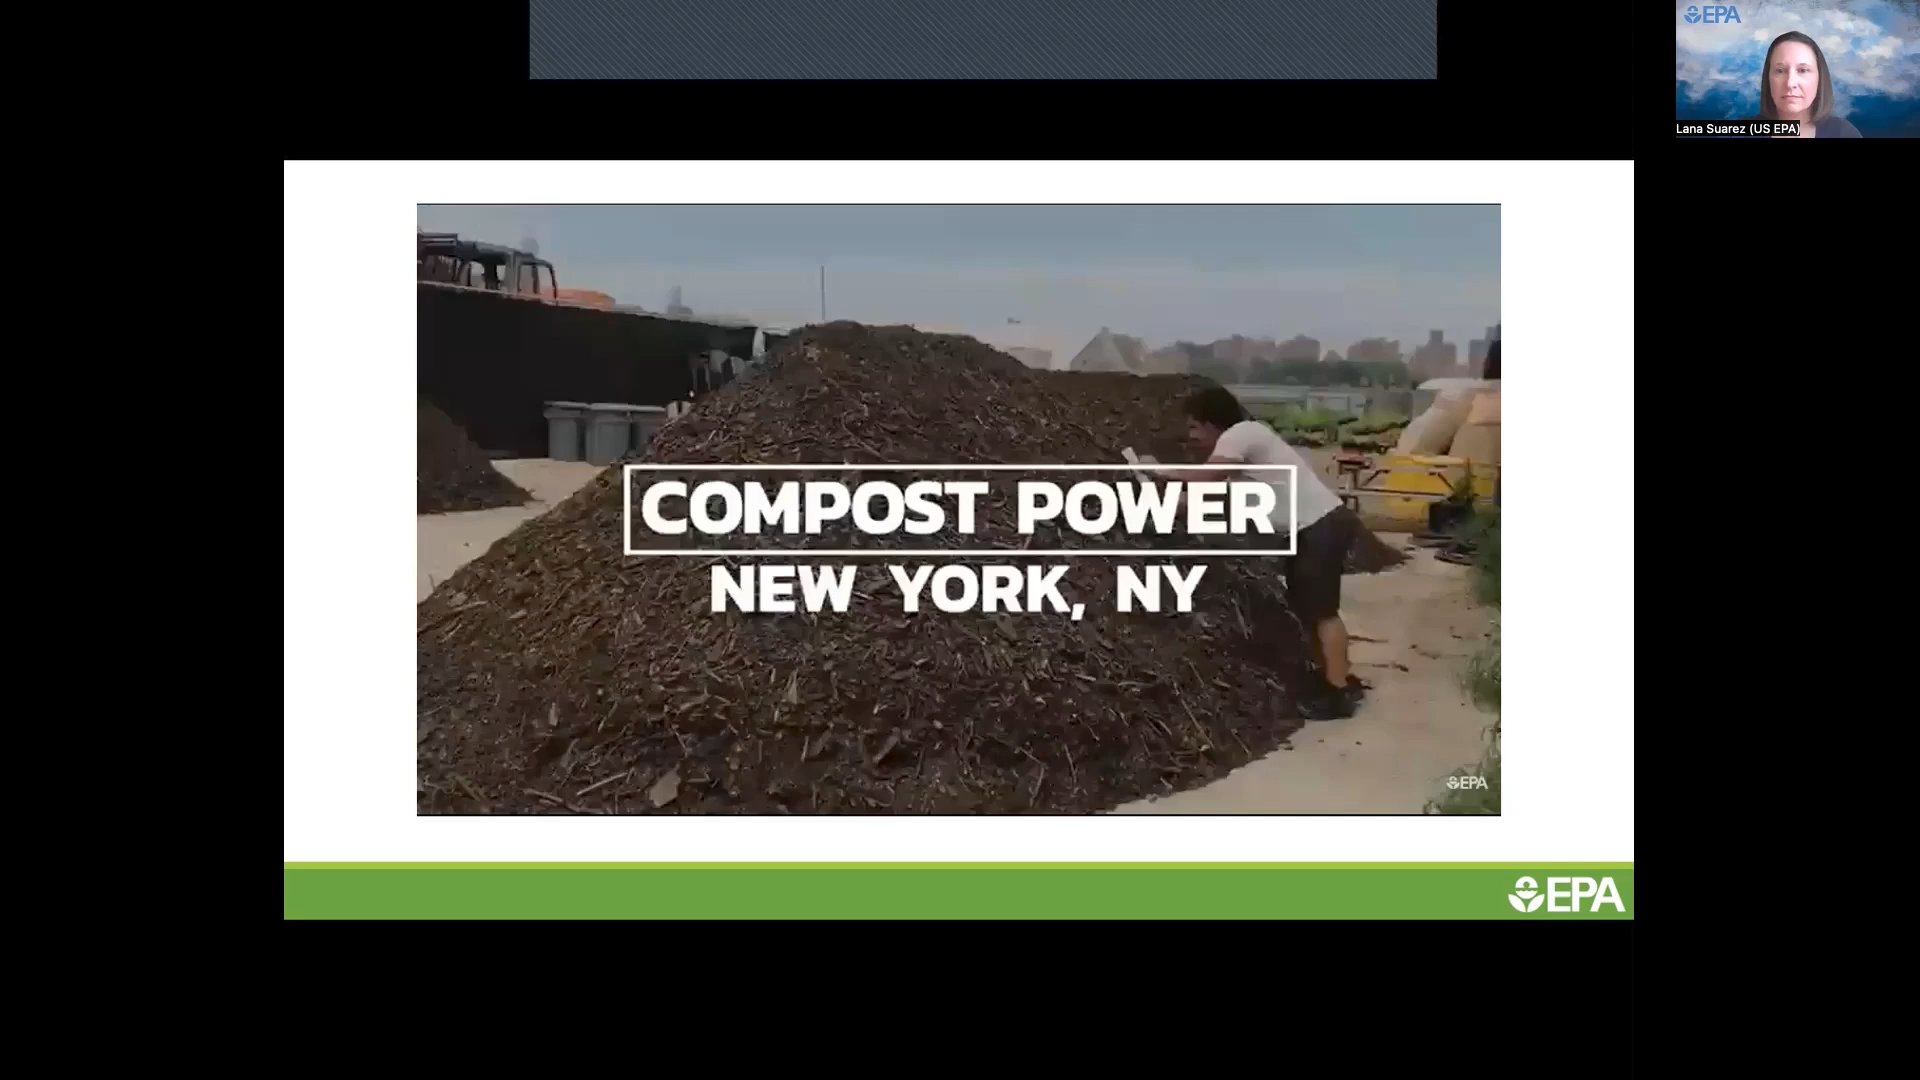 EPA
Lana Suarez (US EPA)
COMPOST POWER
NEW YORK, NY
EPA
EPA